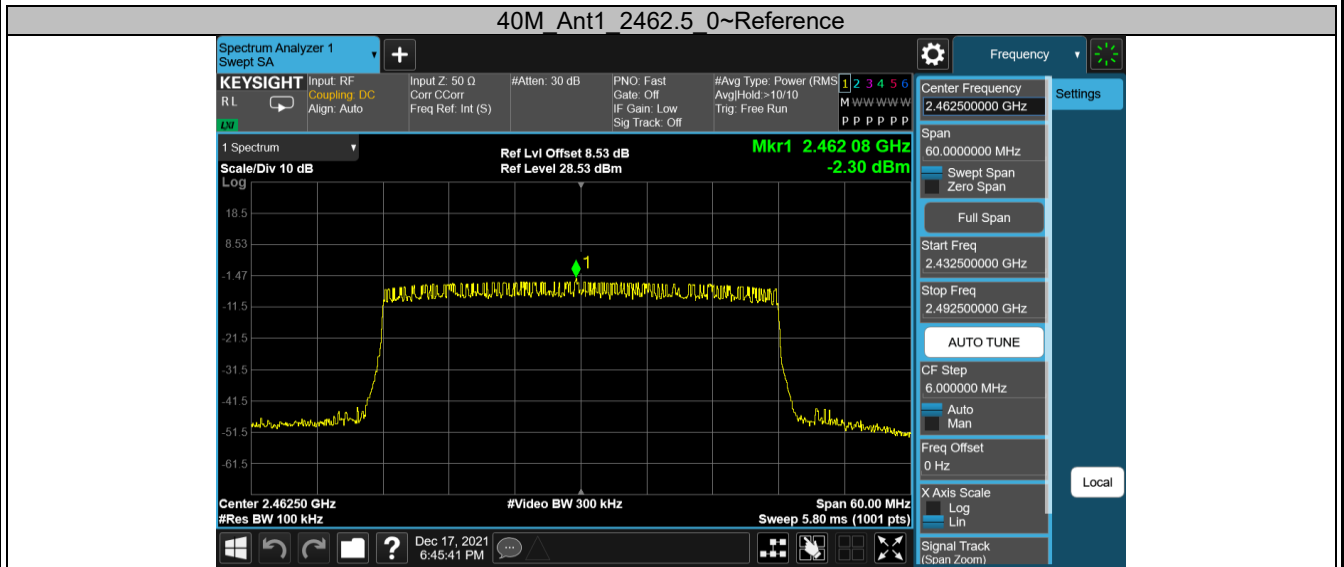 40M_Ant1_2462.5_0~Reference
Spectrum Analyzer 1
Swept SA
+
Frequency
KEYSIGHT
R L
LXI
Input: RF
Coupling: DC
Align: Auto
Input Z: 50 Ω
Corr CCorr
Freq Ref: Int (S)
#Atten: 30 dB
PNO: Fast
Gate: Off
IF Gain: Low
Sig Track: Off
#Avg Type: Power (RMS
Avg|Hold:>10/10
Trig: Free Run
1 2 3 4 5 6
M W W W W W
P P P P P P
1 Spectrum
Scale/Div 10 dB
Log
Ref Lvl Offset 8.53 dB
Ref Level 28.53 dBm
Mkr1 2.462 08 GHz
-2.30 dBm
18.5
8.53
-1.47
-11.5
-21.5
-31.5
-41.5
-51.5
-61.5
1
Center 2.46250 GHz
#Res BW 100 kHz
#Video BW 300 kHz
Span 60.00 MHz
Sweep 5.80 ms (1001 pts)
Center Frequency
2.462500000 GHz
Settings
Span
60.0000000 MHz
Swept Span
Zero Span
Full Span
Start Freq
2.432500000 GHz
Stop Freq
2.492500000 GHz
AUTO TUNE
CF Step
6.000000 MHz
Auto
Man
Freq Offset
0 Hz
X Axis Scale
Log
Lin
Local
Signal Track
(Span Zoom)
?
Dec 17, 2021
6:45:41 PM